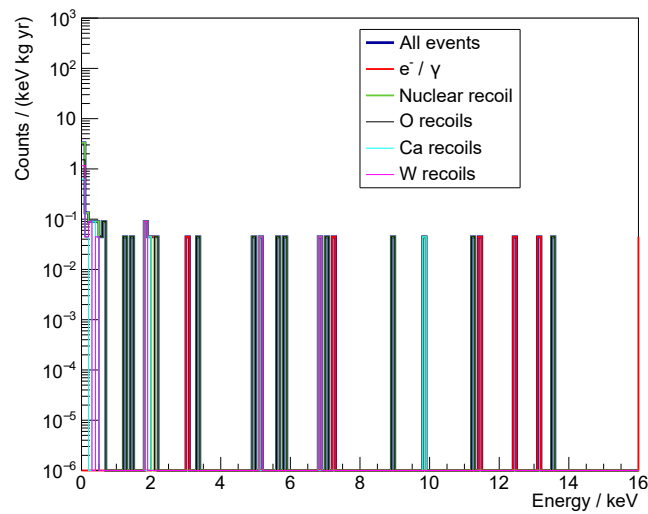 Counts / (keV kg yr)
10³
10²
10
1
10⁻¹
10⁻²
10⁻³
10⁻⁴
10⁻⁵
10⁻⁶
All events
e⁻ / γ
Nuclear recoil
O recoils
Ca recoils
W recoils
0 2 4 6 8 10 12 14 16
Energy / keV